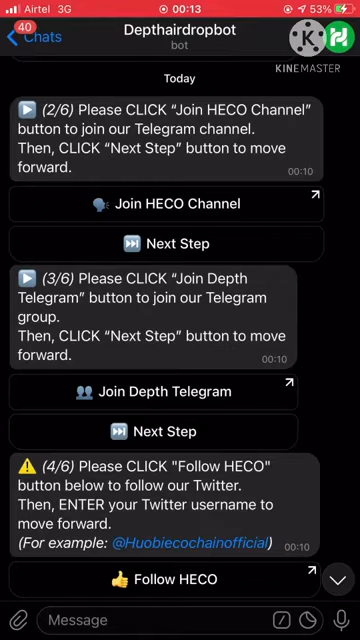 Airtel 3G
00:13
53%
40
Chats
Depthairdropbot
bot
KINEMASTER
Today
(2/6) Please CLICK “Join HECO Channel”
button to join our Telegram channel.
Then, CLICK “Next Step” button to move
forward.
00:10
Join HECO Channel
Next Step
(3/6) Please CLICK “Join Depth
Telegram” button to join our Telegram
group.
Then, CLICK “Next Step” button to move
forward.
00:10
Join Depth Telegram
Next Step
(4/6) Please CLICK "Follow HECO"
button below to follow our Twitter.
Then, ENTER your Twitter username to
move forward.
(For example: @Huobiecochainofficial)
00:10
Follow HECO
Message